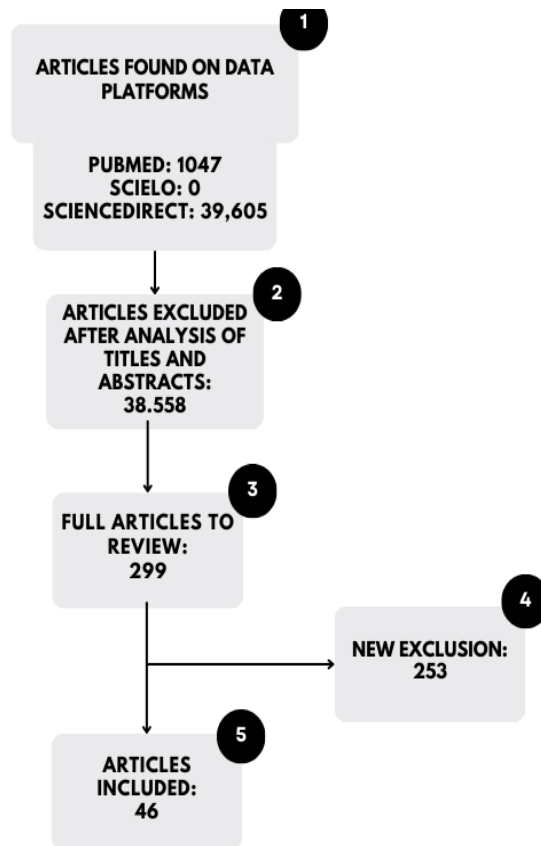 1
ARTICLES FOUND ON DATA
PLATFORMS
PUBMED: 1047
SCIELO: 0
SCIENCEDIRECT: 39,605
2
ARTICLES EXCLUDED
AFTER ANALYSIS OF
TITLES AND
ABSTRACTS:
38.558
3
FULL ARTICLES TO
REVIEW:
299
4
NEW EXCLUSION:
253
5
ARTICLES
INCLUDED:
46